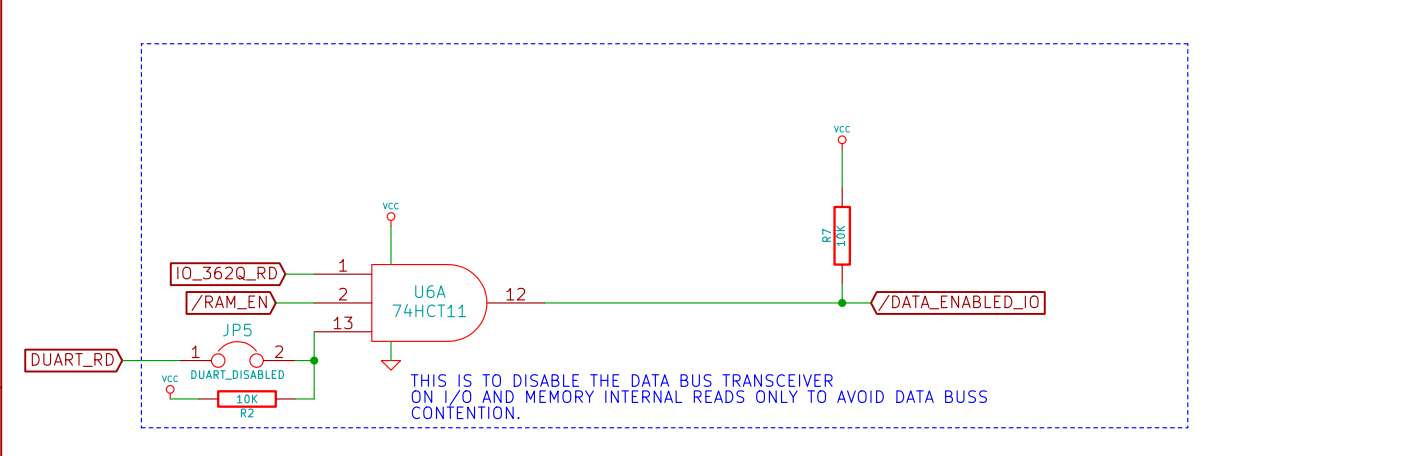 VCC
R7
10K
VCC
IO_362Q_RD
1
/RAM_EN
2
U6A
74HCT11
12
/DATA_ENABLED_IO
13
JP5
DUART_RD
1
2
DUART_DISABLED
VCC
10K
R2
THIS IS TO DISABLE THE DATA BUS TRANSCEIVER
ON I/O AND MEMORY INTERNAL READS ONLY TO AVOID DATA BUSS
CONTENTION.